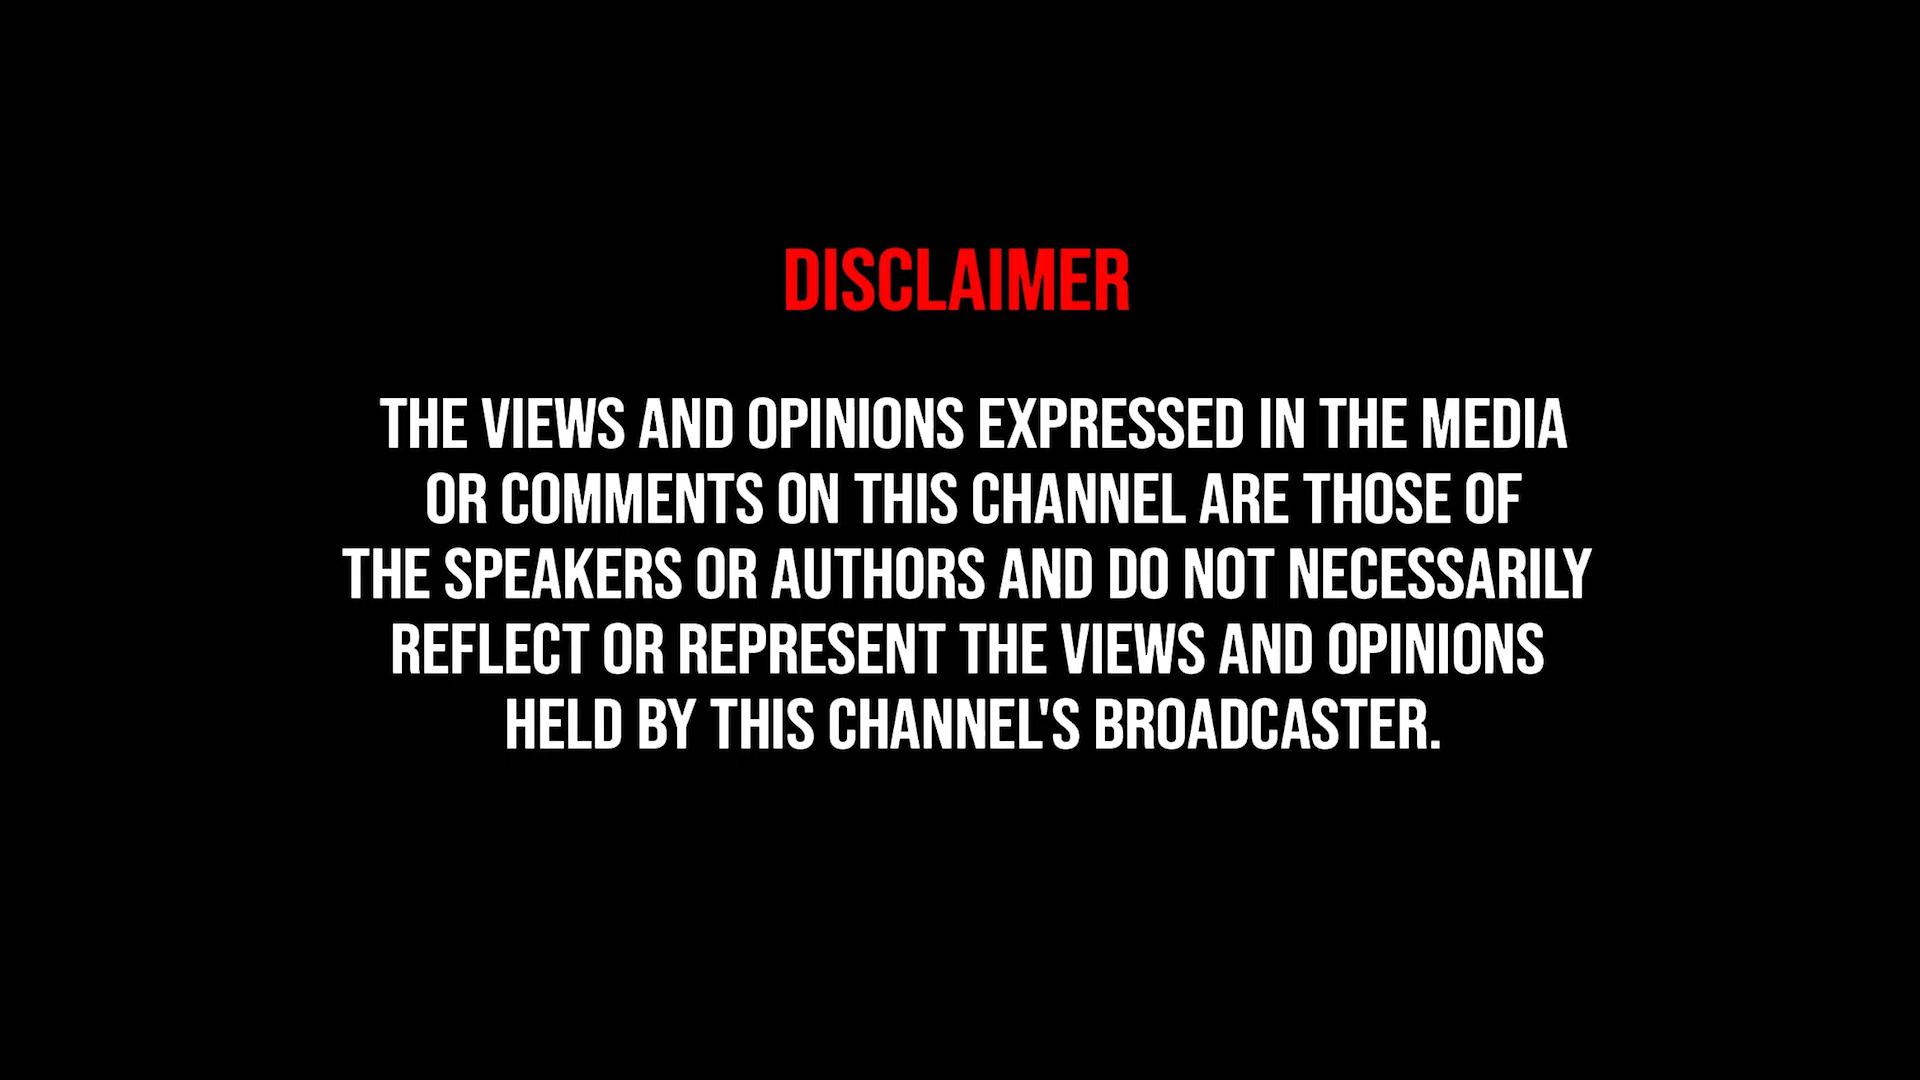 DISCLAIMER
THE VIEWS AND OPINIONS EXPRESSED IN THE MEDIA
OR COMMENTS ON THIS CHANNEL ARE THOSE OF
THE SPEAKERS OR AUTHORS AND DO NOT NECESSARILY
REFLECT OR REPRESENT THE VIEWS AND OPINIONS
HELD BY THIS CHANNEL'S BROADCASTER.